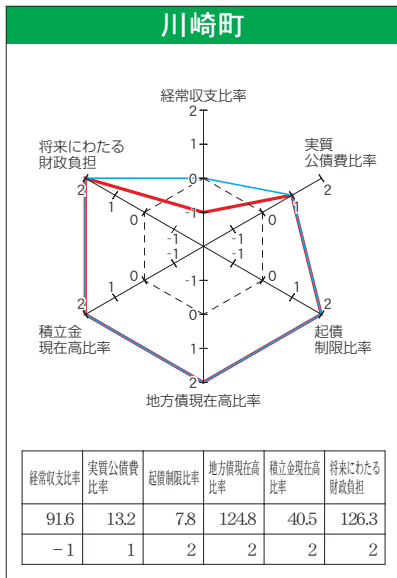 川崎町
経常収支比率
2
1
0
-1
実質
公債費比率
2
1
0
-1
起債
制限比率
2
1
0
-1
地方債現在高比率
2
1
0
-1
積立金
現在高比率
2
1
0
-1
将来にわたる
財政負担
2
1
0
-1
経常収支比率 実質公債費比率 起債制限比率 地方債現在高比率 積立金現在高比率 将来にわたる財政負担
91.6 13.2 7.8 124.8 40.5 126.3
-1 1 2 2 2 2